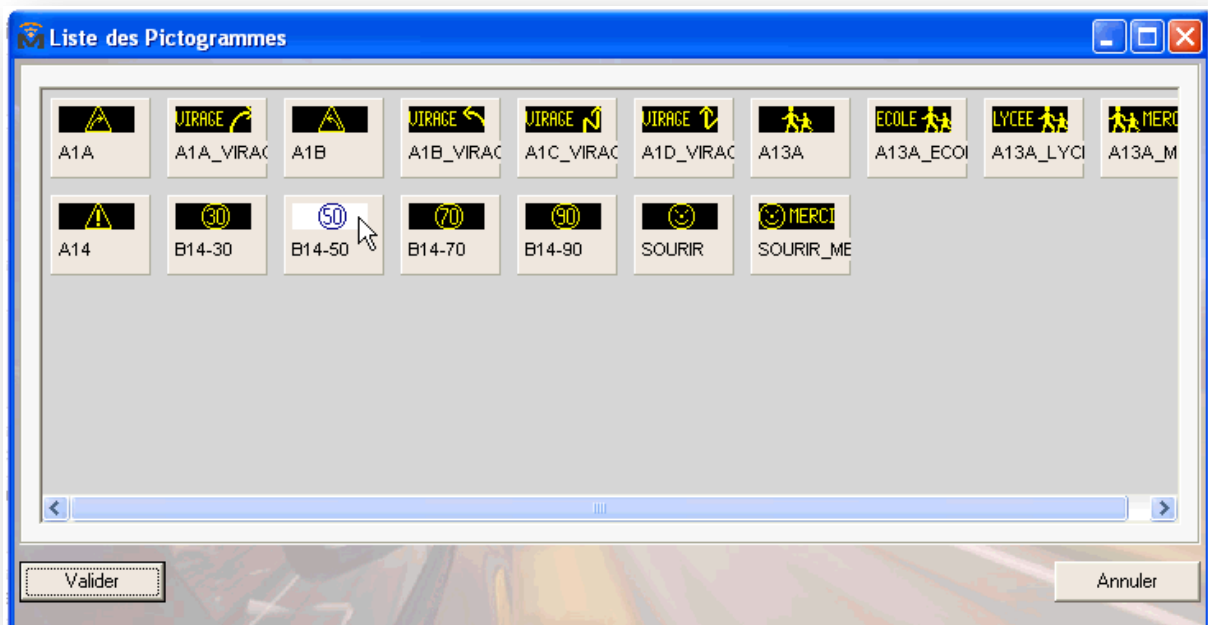 Liste des Pictogrammes
VIRAGE VIRAGE VIRAGE VIRAGE ECOLE LYCEE MERC
A1A A1A_VIRAC A1B A1B_VIRAC A1C_VIRAC A1D_VIRAC A13A A13A_ECOI A13A_LYCI A13A_M
30 50 70 90 MERCI
A14 B14-30 B14-50 B14-70 B14-90 SOURIR SOURIR_ME
Valider Annuler